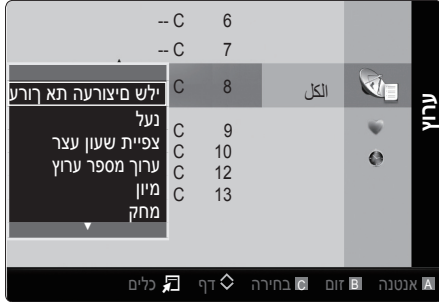 -- C 6
-- C 7
C 8 الكل
C 9
C 10
C 12
C 13
ילש םיצורעה תא ךורע
נעל
צפיית שעון עצר
ערוך מספר ערוץ
מיון
מחק
ערוץ
A אנטנה B זום C בחירה דף כלים